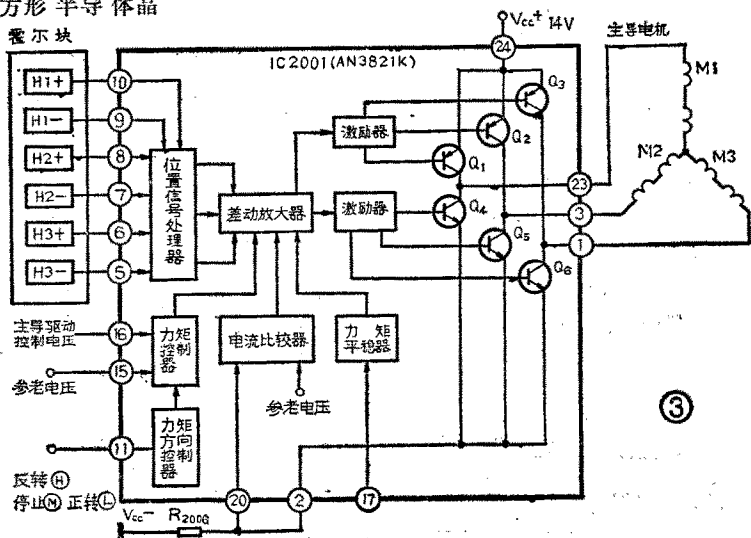 方形半导体晶
霍尔块
Vcc+ 14V
主导电机
24
IC2001(AN3821K)
H1+
10
Q3
M1
H1-
9
激励器
Q2
H2+
8
位置信号处理器
Q1
M2
M3
H2-
7
差动放大器
激励器
Q4
23
3
H3+
6
Q5
1
H3-
5
Q6
主导驱动
控制电压
16
力矩控制器
电流比较器
力矩
平稳器
15
参考电压
参考电压
③
11
力矩方向控制器
反转Ⓗ
停止Ⓜ 正转Ⓛ
20
2
17
Vcc- R2006